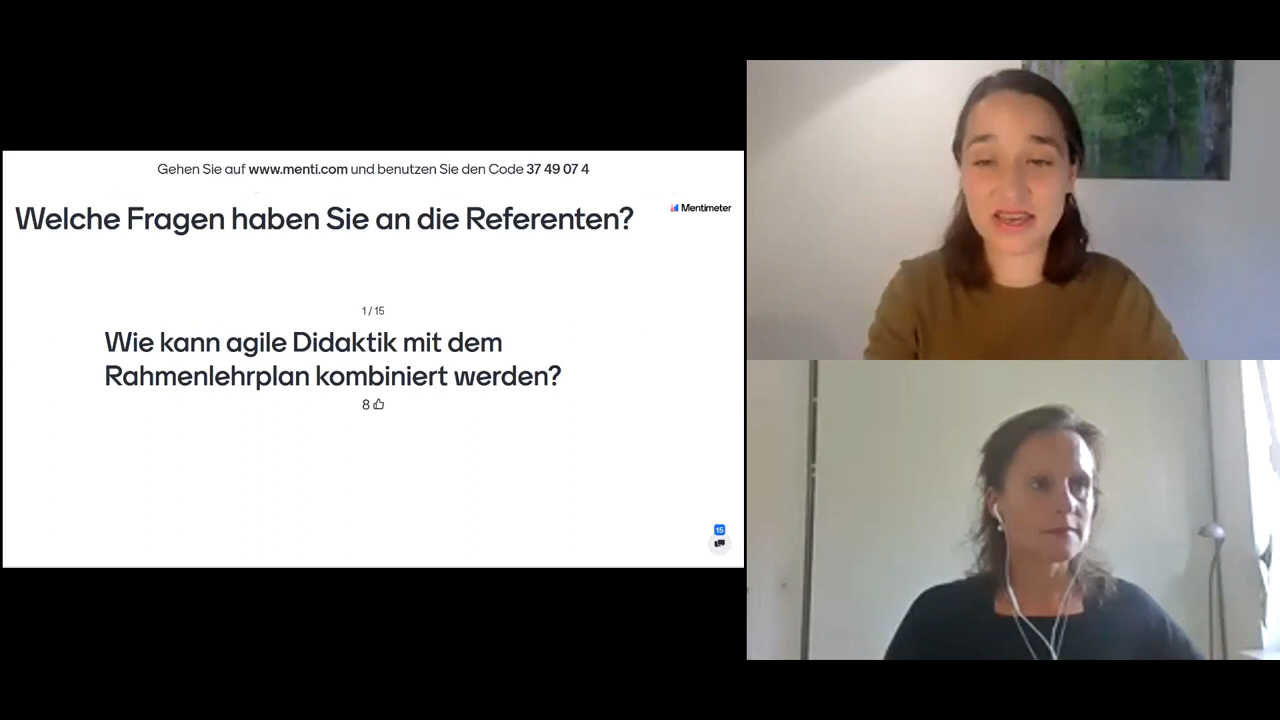 Gehen Sie auf www.menti.com und benutzen Sie den Code 37 49 07 4
Welche Fragen haben Sie an die Referenten?
Mentimeter
1 / 15
Wie kann agile Didaktik mit dem
Rahmenlehrplan kombiniert werden?
8
15